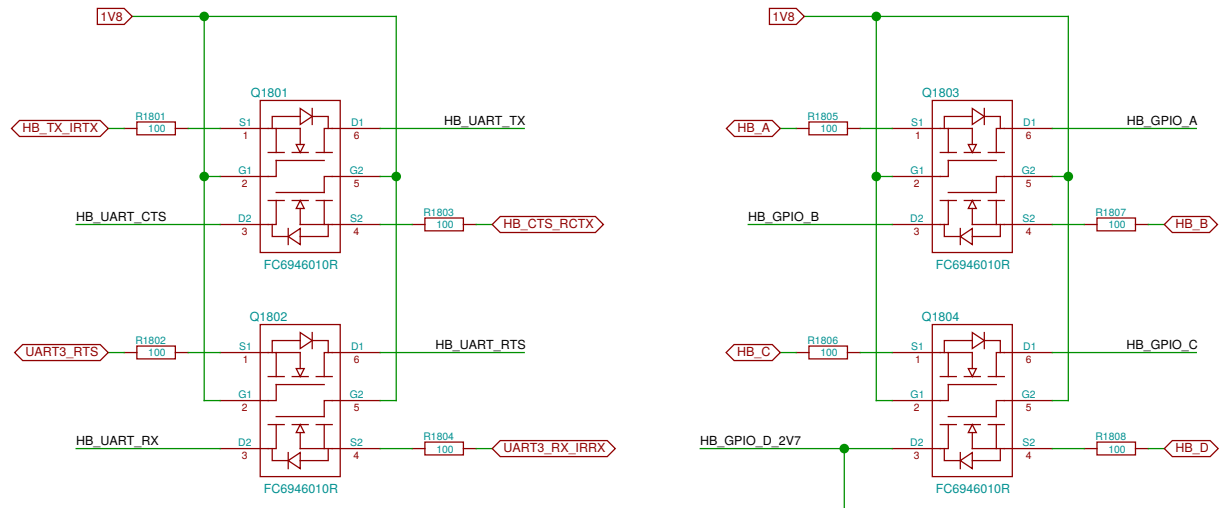 1V8
1V8
Q1801
Q1803
HB_TX_IRTX
R1801
100
S1
1
D1
6
HB_UART_TX
HB_A
R1805
100
S1
1
D1
6
HB_GPIO_A
G1
2
G2
5
G1
2
G2
5
HB_UART_CTS
D2
3
S2
4
R1803
100
HB_CTS_RCTX
HB_GPIO_B
D2
3
S2
4
R1807
100
HB_B
FC6946010R
FC6946010R
Q1802
Q1804
UART3_RTS
R1802
100
S1
1
D1
6
HB_UART_RTS
HB_C
R1806
100
S1
1
D1
6
HB_GPIO_C
G1
2
G2
5
G1
2
G2
5
HB_UART_RX
D2
3
S2
4
R1804
100
UART3_RX_IRRX
HB_GPIO_D_2V7
D2
3
S2
4
R1808
100
HB_D
FC6946010R
FC6946010R